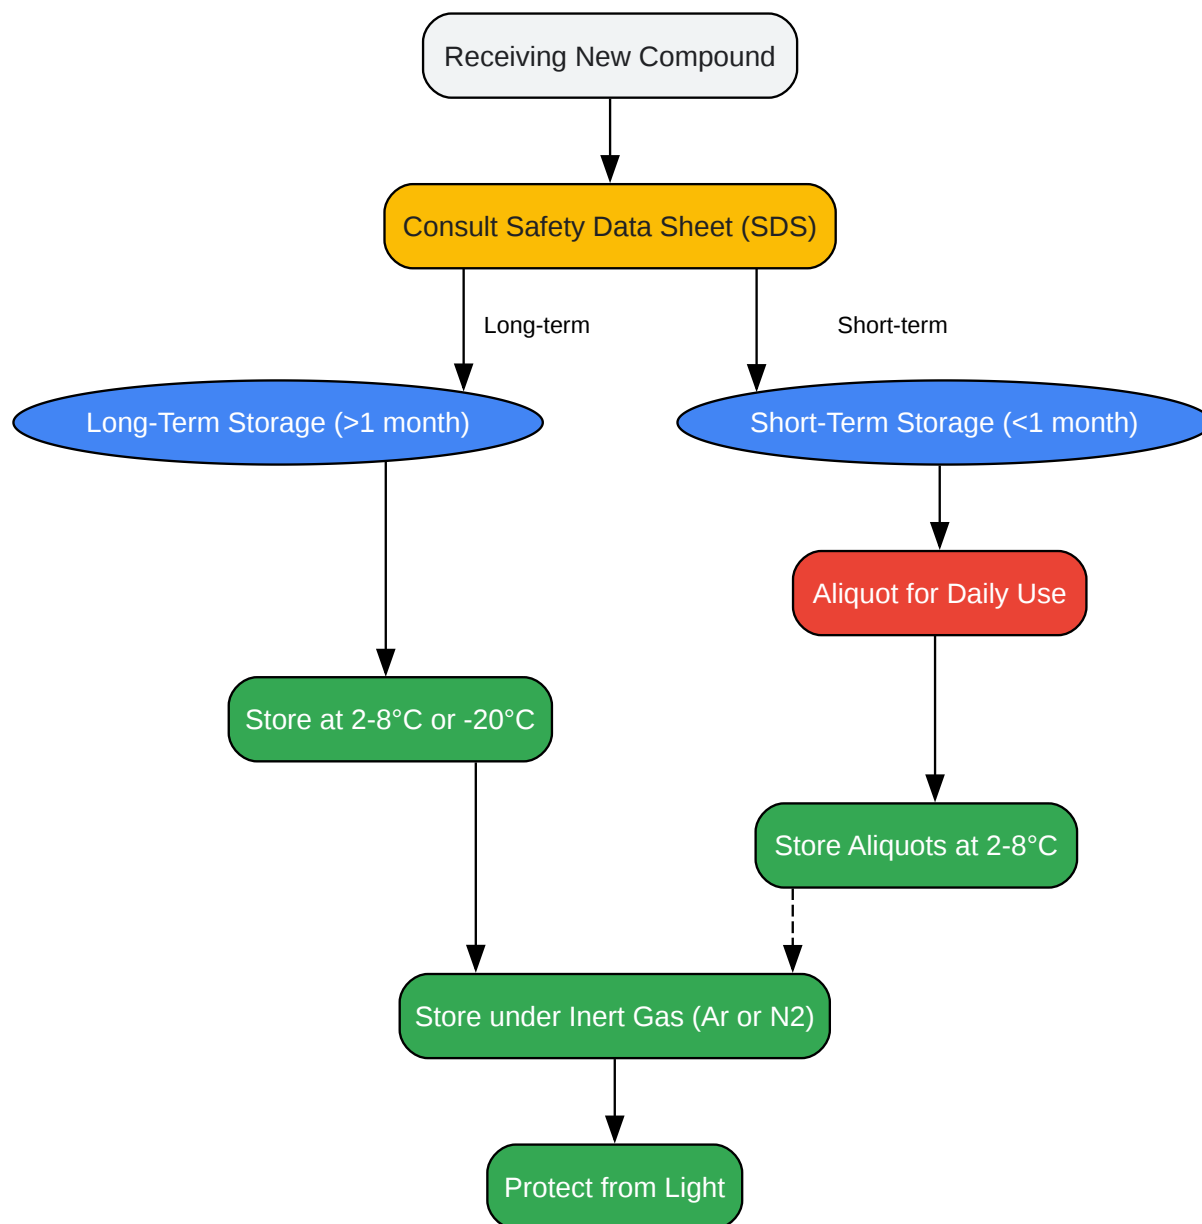 Receiving New Compound
Consult Safety Data Sheet (SDS)
Long-term
Short-term
Long-Term Storage (>1 month)
Short-Term Storage (<1 month)
Aliquot for Daily Use
Store at 2-8°C or -20°C
Store Aliquots at 2-8°C
Store under Inert Gas (Ar or N2)
Protect from Light